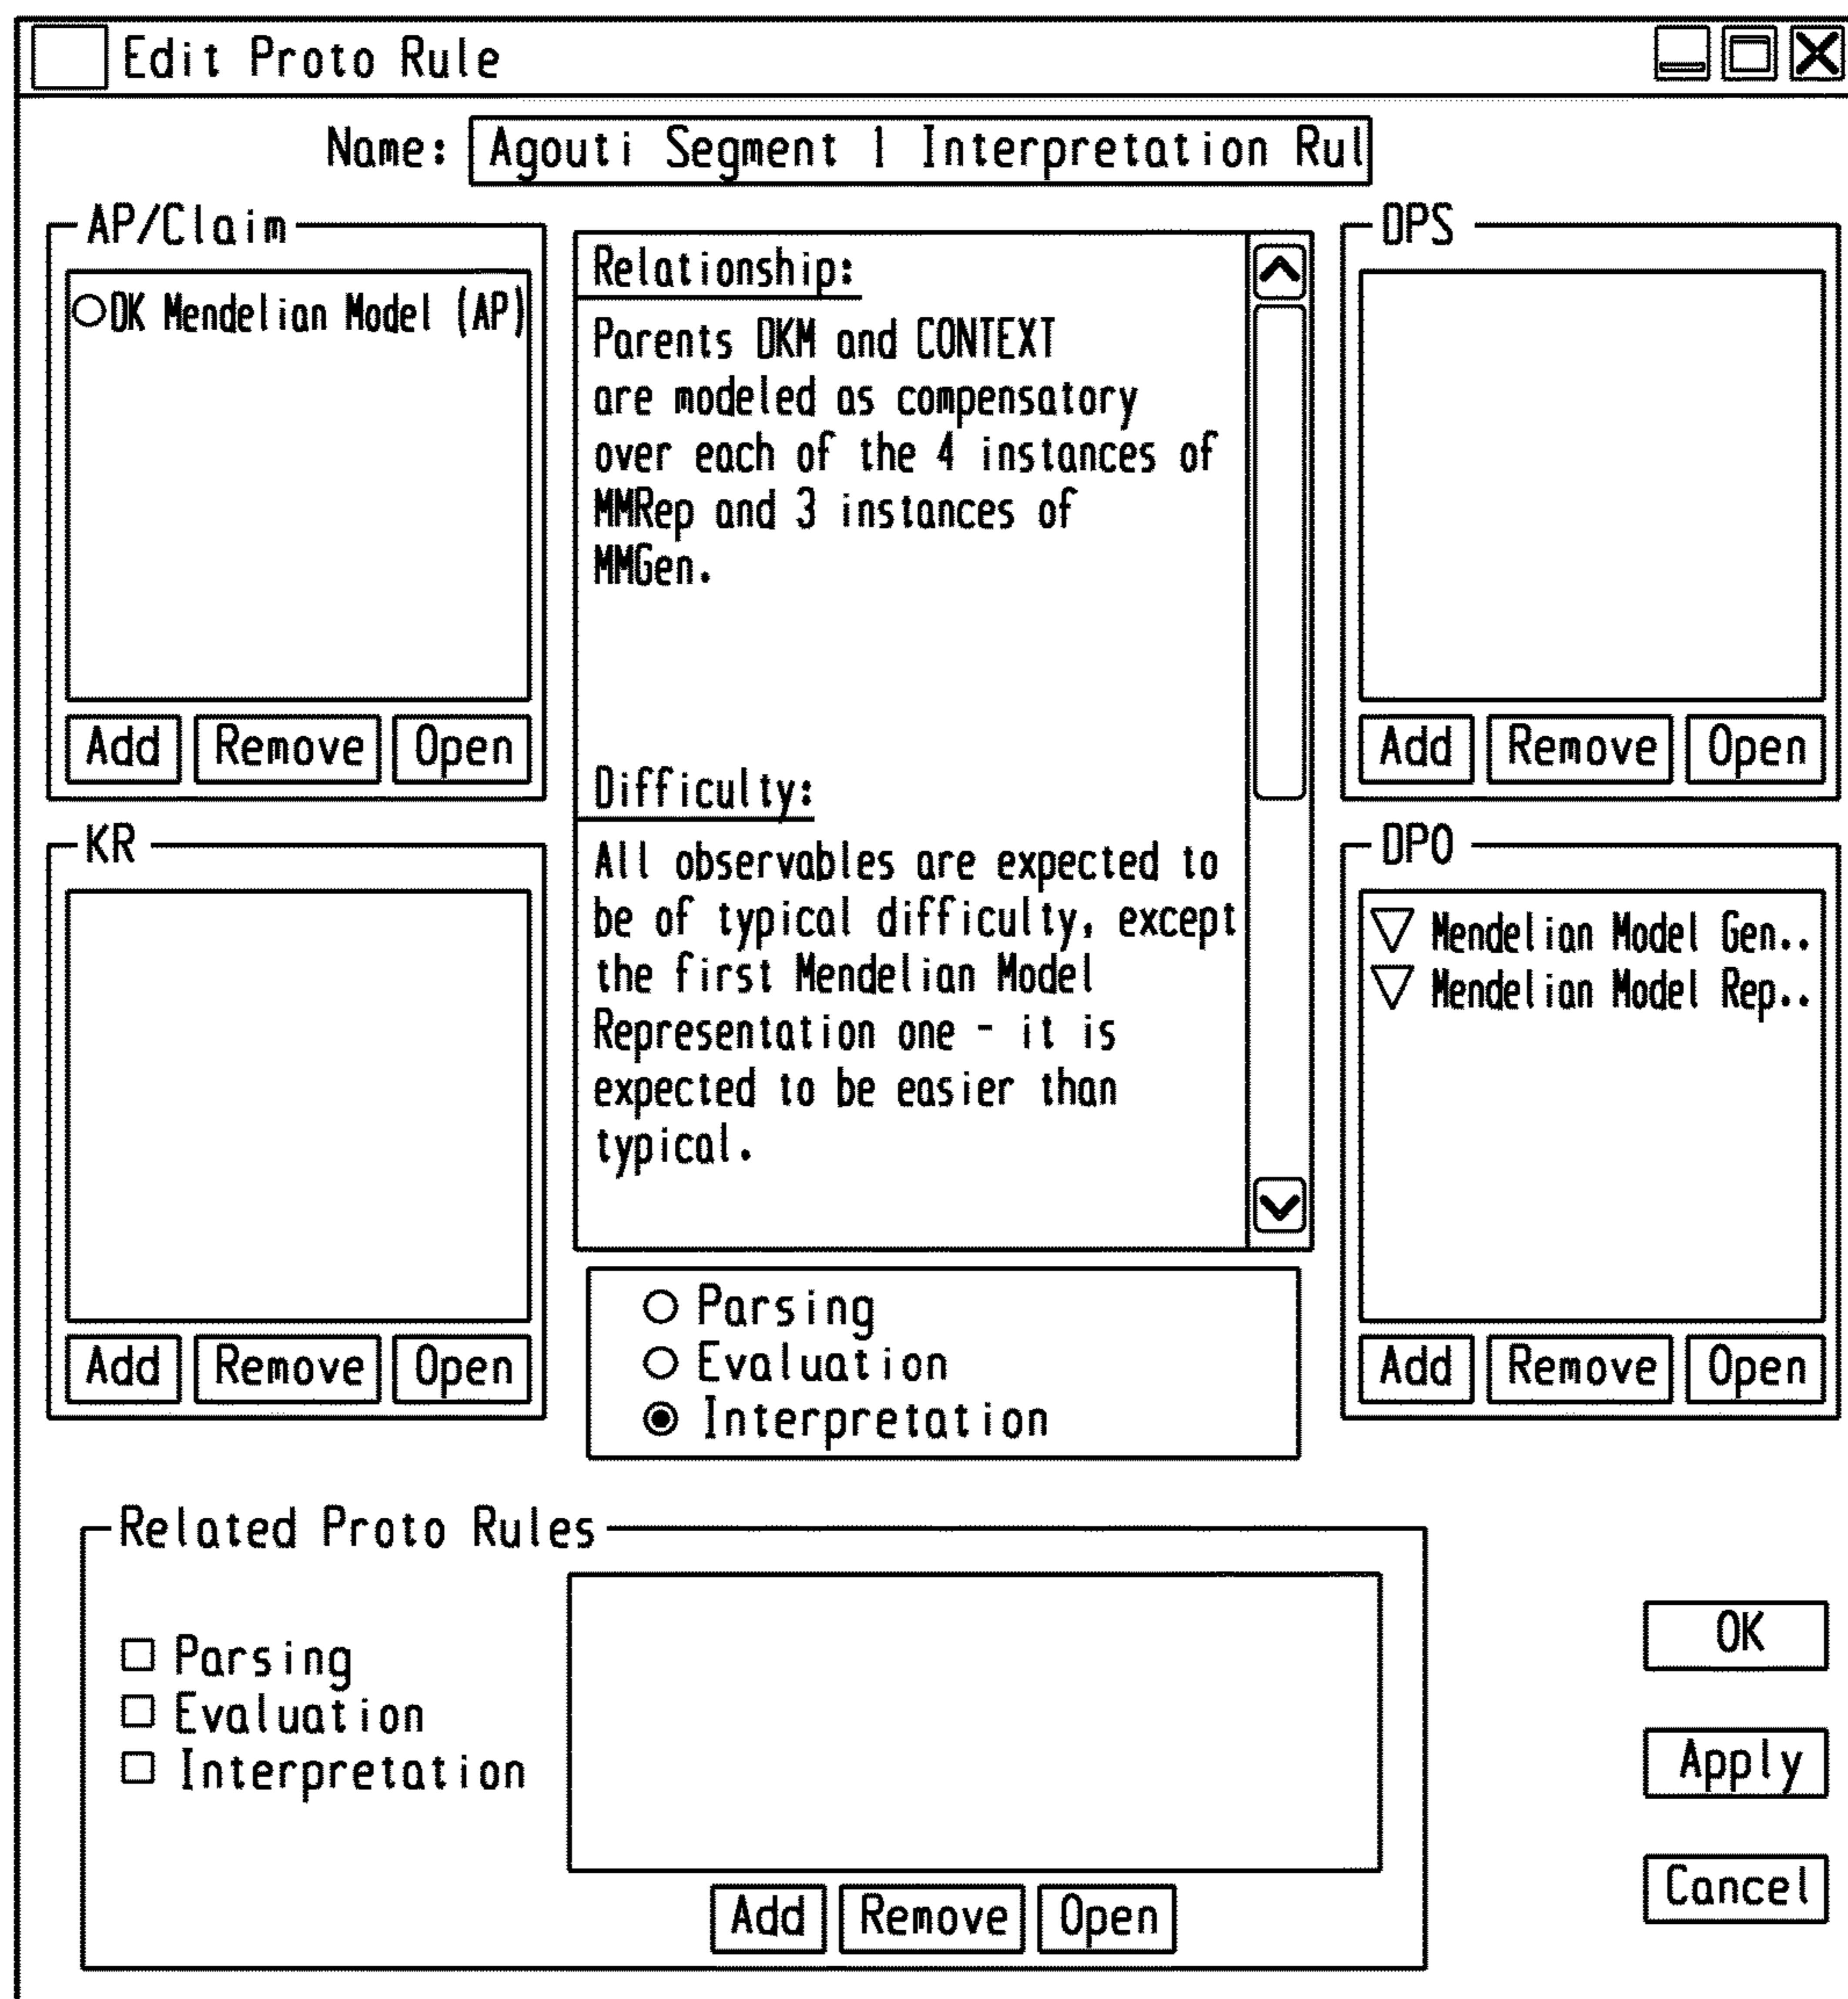 Edit Proto Rule
Name: Agouti Segment 1 Interpretation Rul
AP/Claim
DK Mendelian Model (AP)
Add Remove Open
KR
Add Remove Open
Relationship:
Parents DKM and CONTEXT
are modeled as compensatory
over each of the 4 instances of
MMRep and 3 instances of
MMGen.
Difficulty:
All observables are expected to
be of typical difficulty, except
the first Mendelian Model
Representation one - it is
expected to be easier than
typical.
Parsing
Evaluation
Interpretation
DPS
Add Remove Open
DPO
Mendelian Model Gen..
Mendelian Model Rep..
Add Remove Open
Related Proto Rules
Parsing
Evaluation
Interpretation
Add Remove Open
OK
Apply
Cancel